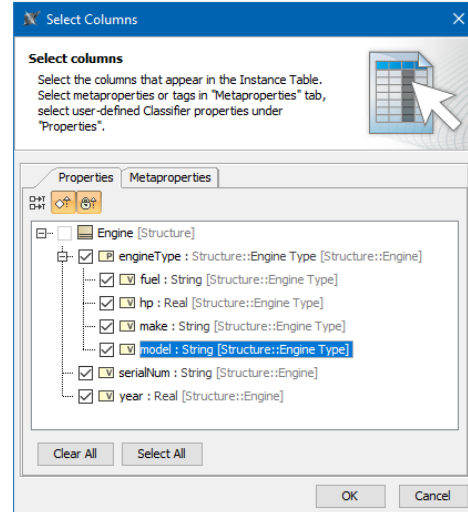 Select Columns
Select columns
Select the columns that appear in the Instance Table.
Select metaproperties or tags in "Metaproperties" tab,
select user-defined Classifier properties under
"Properties".
Properties Metaproperties
Engine [Structure]
P engineType : Structure::Engine Type [Structure::Engine]
V fuel : String [Structure::Engine Type]
V hp : Real [Structure::Engine Type]
V make : String [Structure::Engine Type]
V model : String [Structure::Engine Type]
V serialNum : String [Structure::Engine]
V year : Real [Structure::Engine]
Clear All Select All
OK Cancel